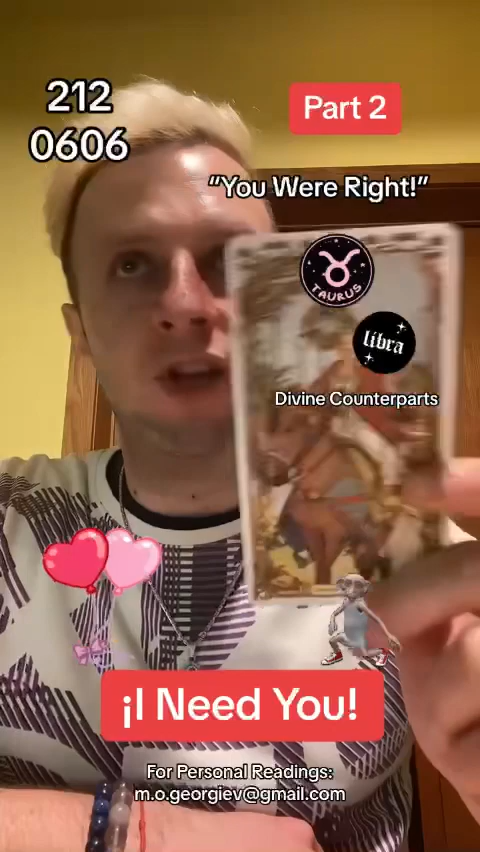 212
0606
Part 2
“You Were Right!”
TAURUS
libra
Divine Counterparts
¡I Need You!
For Personal Readings:
m.o.georgiev@gmail.com